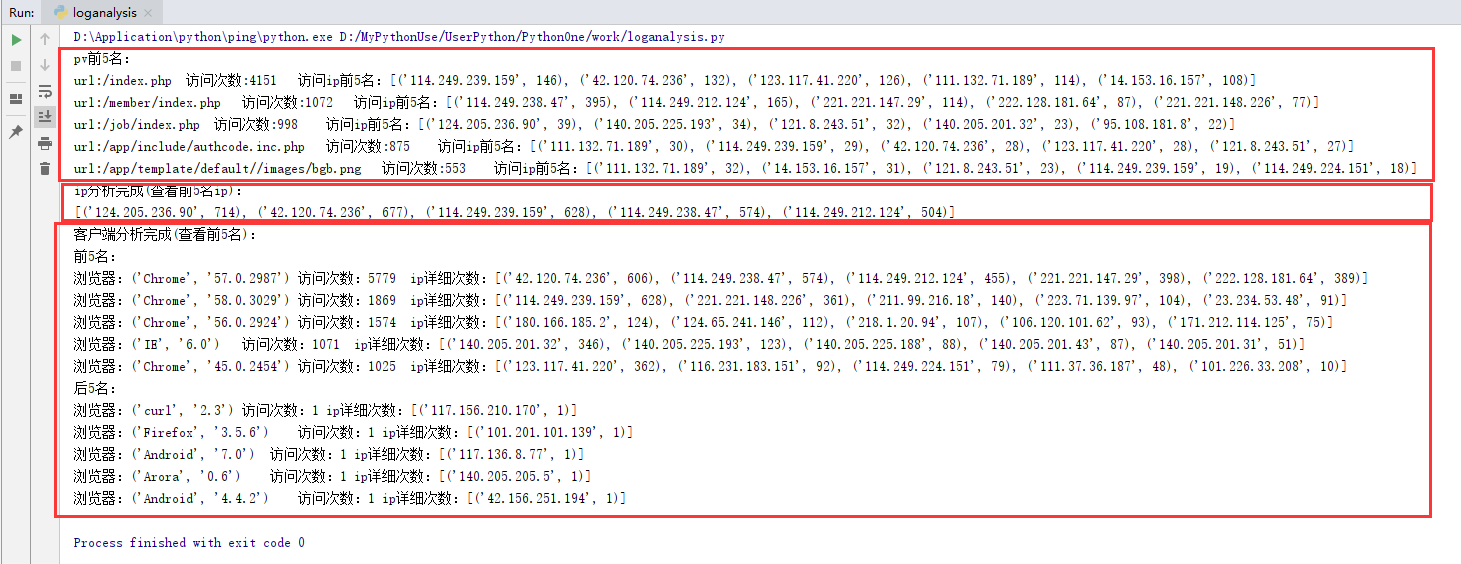 Run: loganalysis ×
D:\Application\python\ping\python.exe D:/MyPythonUse/UserPython/PythonOne/work/loganalysis.py
pv前5名:
url:/index.php 访问次数:4151 访问ip前5名: [('114.249.239.159', 146), ('42.120.74.236', 132), ('123.117.41.220', 126), ('111.132.71.189', 114), ('14.153.16.157', 108)]
url:/member/index.php 访问次数:1072 访问ip前5名: [('114.249.238.47', 395), ('114.249.212.124', 165), ('221.221.147.29', 114), ('222.128.181.64', 87), ('221.221.148.226', 77)]
url:/job/index.php 访问次数:998 访问ip前5名: [('124.205.236.90', 39), ('140.205.225.193', 34), ('121.8.243.51', 32), ('140.205.201.32', 23), ('95.108.181.8', 22)]
url:/app/include/authcode.inc.php 访问次数:875 访问ip前5名: [('111.132.71.189', 30), ('114.249.239.159', 29), ('42.120.74.236', 28), ('123.117.41.220', 28), ('121.8.243.51', 27)]
url:/app/template/default//images/bgb.png 访问次数:553 访问ip前5名: [('111.132.71.189', 32), ('14.153.16.157', 31), ('121.8.243.51', 23), ('114.249.239.159', 19), ('114.249.224.151', 18)]
ip分析完成(查看前5名ip):
[('124.205.236.90', 714), ('42.120.74.236', 677), ('114.249.239.159', 628), ('114.249.238.47', 574), ('114.249.212.124', 504)]
客户端分析完成(查看前5名):
前5名:
浏览器: ('Chrome', '57.0.2987') 访问次数: 5779 ip详细次数: [('42.120.74.236', 606), ('114.249.238.47', 574), ('114.249.212.124', 455), ('221.221.147.29', 398), ('222.128.181.64', 389)]
浏览器: ('Chrome', '58.0.3029') 访问次数: 1869 ip详细次数: [('114.249.239.159', 628), ('221.221.148.226', 361), ('211.99.216.18', 140), ('223.71.139.97', 104), ('23.234.53.48', 91)]
浏览器: ('Chrome', '56.0.2924') 访问次数: 1574 ip详细次数: [('180.166.185.2', 124), ('124.65.241.146', 112), ('218.1.20.94', 107), ('106.120.101.62', 93), ('171.212.114.125', 75)]
浏览器: ('IE', '6.0') 访问次数: 1071 ip详细次数: [('140.205.201.32', 346), ('140.205.225.193', 123), ('140.205.225.188', 88), ('140.205.201.43', 87), ('140.205.201.31', 51)]
浏览器: ('Chrome', '45.0.2454') 访问次数: 1025 ip详细次数: [('123.117.41.220', 362), ('116.231.183.151', 92), ('114.249.224.151', 79), ('111.37.36.187', 48), ('101.226.33.208', 10)]
后5名:
浏览器: ('curl', '2.3') 访问次数: 1 ip详细次数: [('117.156.210.170', 1)]
浏览器: ('Firefox', '3.5.6') 访问次数: 1 ip详细次数: [('101.201.101.139', 1)]
浏览器: ('Android', '7.0') 访问次数: 1 ip详细次数: [('117.136.8.77', 1)]
浏览器: ('Arora', '0.6') 访问次数: 1 ip详细次数: [('140.205.205.5', 1)]
浏览器: ('Android', '4.4.2') 访问次数: 1 ip详细次数: [('42.156.251.194', 1)]
Process finished with exit code 0